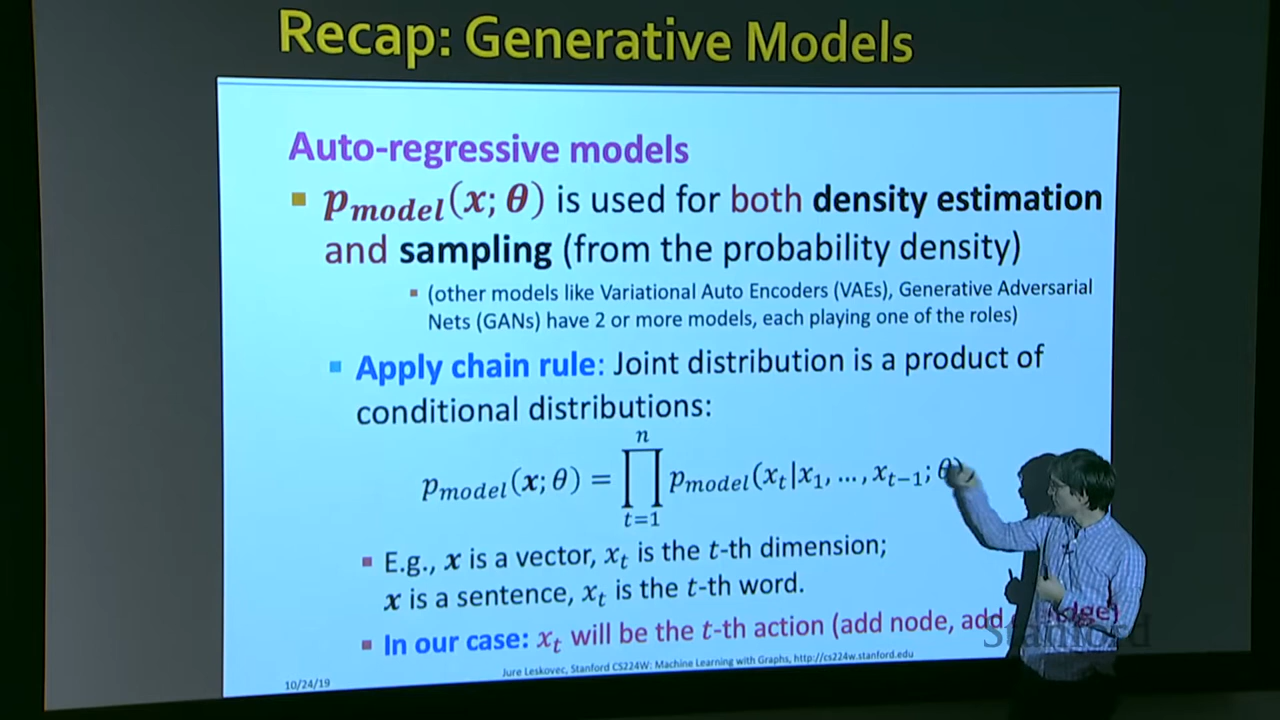 Recap: Generative Models
Auto-regressive models
▪ p_model(x; θ) is used for both density estimation
and sampling (from the probability density)
▪ (other models like Variational Auto Encoders (VAEs), Generative Adversarial
Nets (GANs) have 2 or more models, each playing one of the roles)
▪ Apply chain rule: Joint distribution is a product of
conditional distributions:
p_model(x; θ) = ∏_{t=1}^{n} p_model(x_t|x_1, …, x_{t−1}; θ)
▪ E.g., x is a vector, x_t is the t-th dimension;
x is a sentence, x_t is the t-th word.
▪ In our case: x_t will be the t-th action (add node, add edge)
Stanford
Jure Leskovec, Stanford CS224W: Machine Learning with Graphs, http://cs224w.stanford.edu
10/24/19